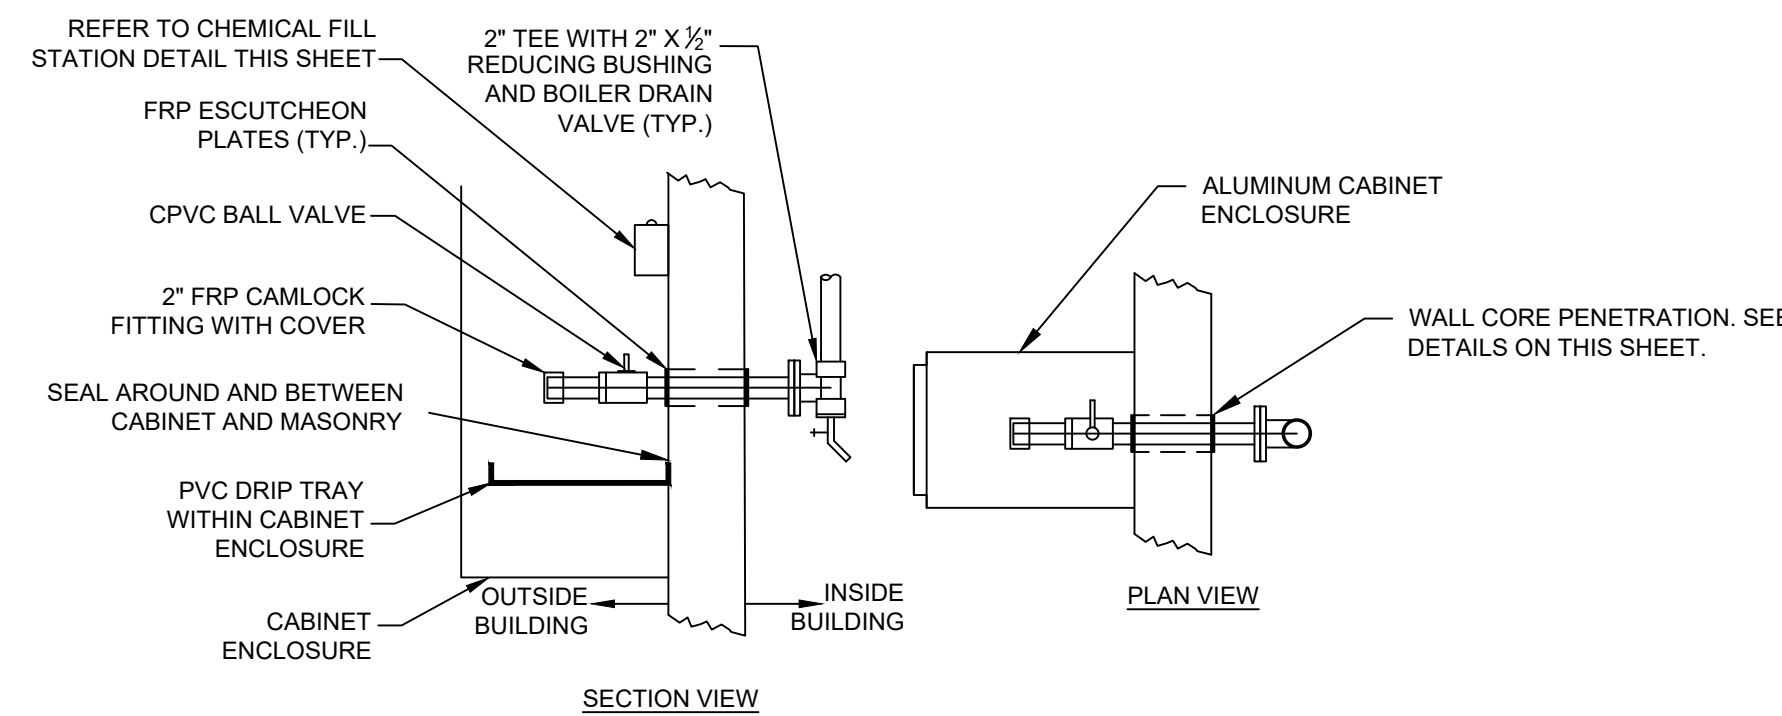 REFER TO CHEMICAL FILL
STATION DETAIL THIS SHEET
2" TEE WITH 2" X ½"
REDUCING BUSHING
AND BOILER DRAIN
VALVE (TYP.)
FRP ESCUTCHEON
PLATES (TYP.)
CPVC BALL VALVE
2" FRP CAMLOCK
FITTING WITH COVER
SEAL AROUND AND BETWEEN
CABINET AND MASONRY
PVC DRIP TRAY
WITHIN CABINET
ENCLOSURE
CABINET
ENCLOSURE
OUTSIDE
BUILDING
INSIDE
BUILDING
SECTION VIEW
ALUMINUM CABINET
ENCLOSURE
WALL CORE PENETRATION. SEE
DETAILS ON THIS SHEET.
PLAN VIEW